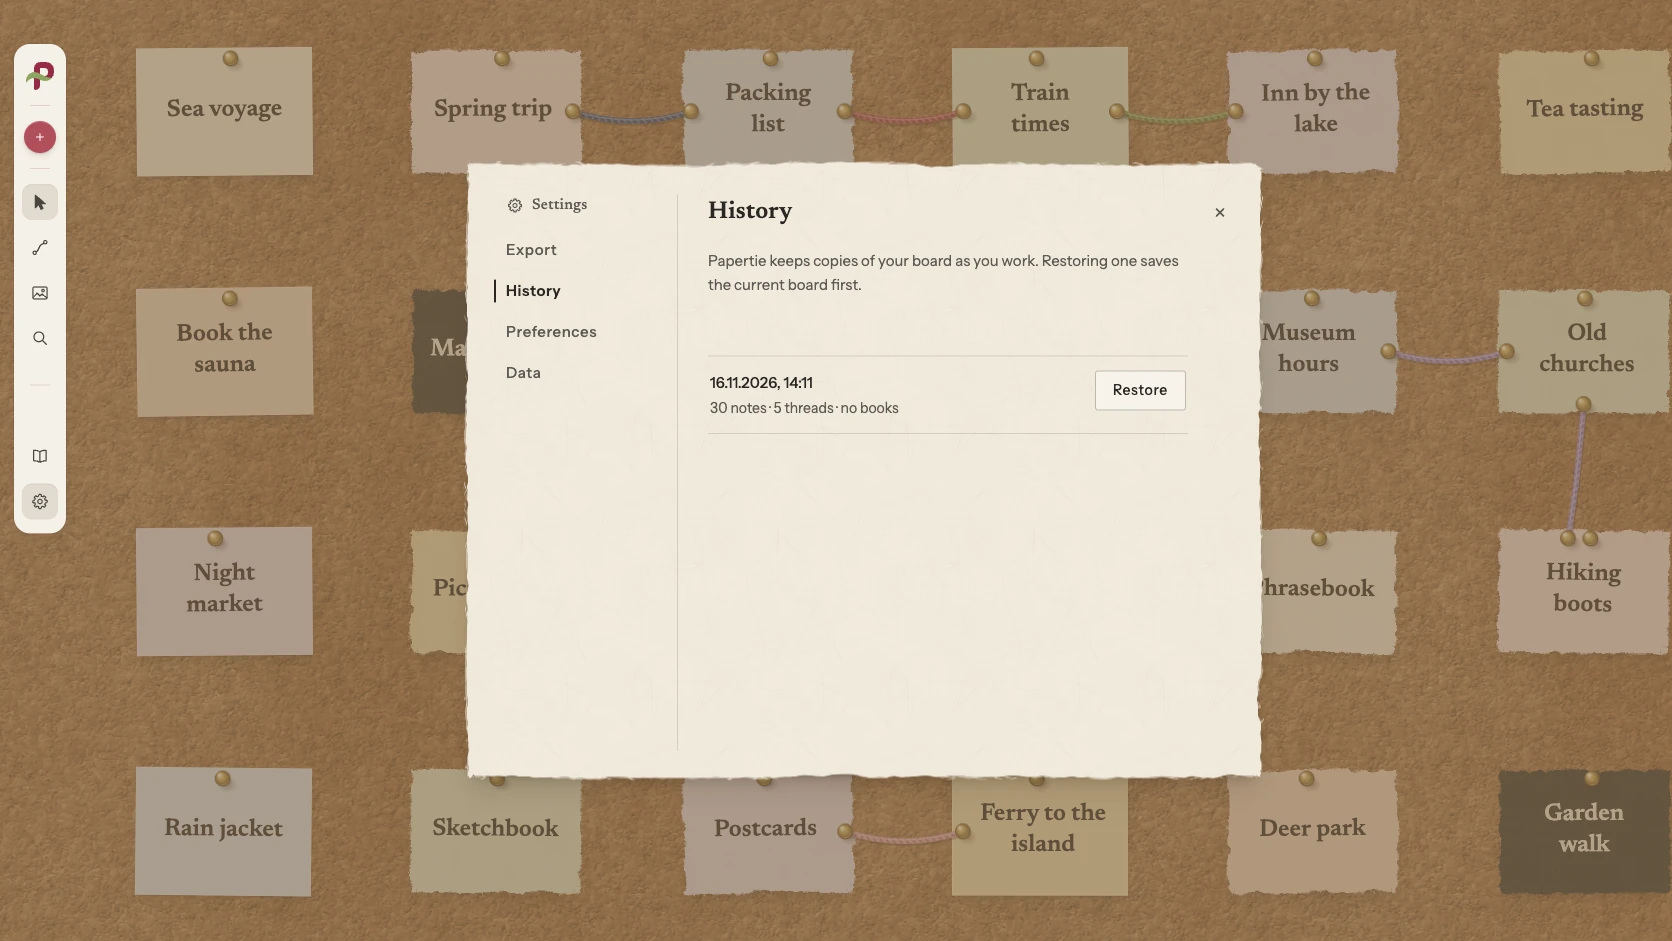 Sea voyage
Spring trip
Packing
list
Train
times
Inn by the
lake
Tea tasting
Settings
Export
History
Preferences
Data
History
Papertie keeps copies of your board as you work. Restoring one saves
the current board first.
16.11.2026, 14:11
30 notes · 5 threads · no books
Restore
Book the
sauna
Ma
Museum
hours
Old
churches
Night
market
Pic
hrasebook
Hiking
boots
Rain jacket
Sketchbook
Postcards
Ferry to the
island
Deer park
Garden
walk